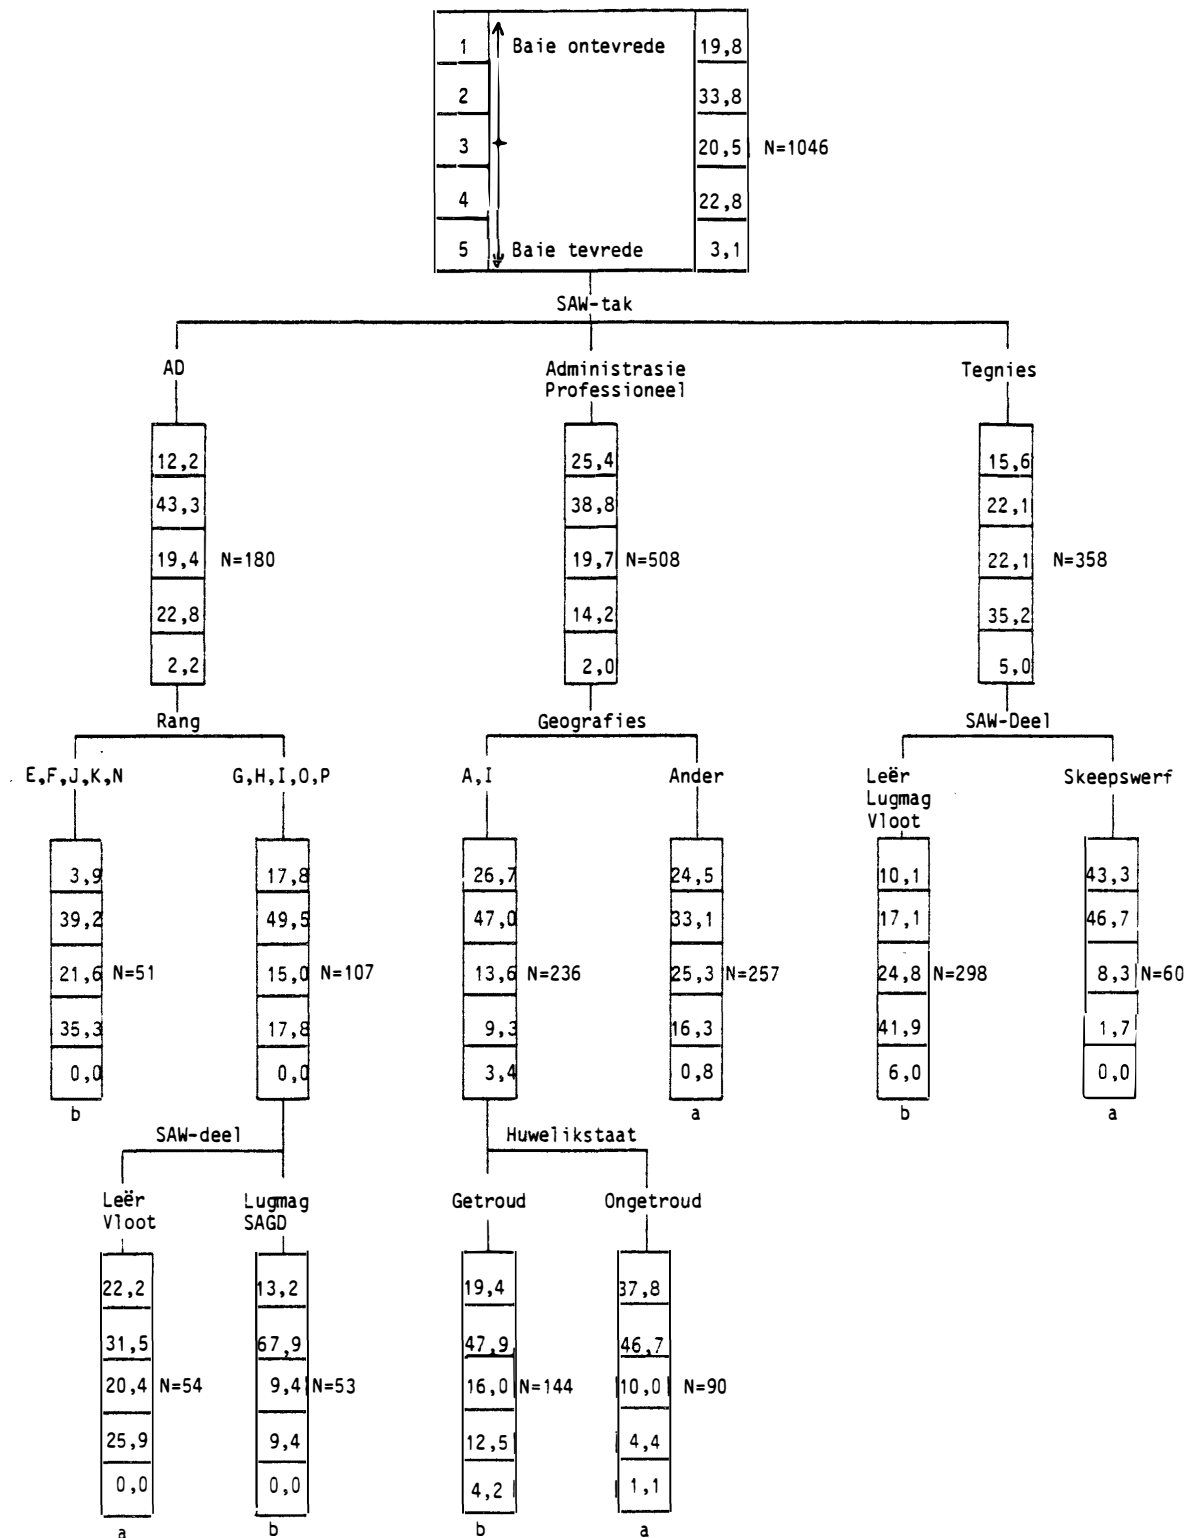 1 Baie ontevrede 19,8
2 33,8
3 20,5 N=1046
4 22,8
5 Baie tevrede 3,1
SAW-tak
AD
Administrasie
Professioneel
Tegnies
12,2 25,4 15,6
43,3 38,8 22,1
19,4 N=180 19,7 N=508 22,1 N=358
22,8 14,2 35,2
2,2 2,0 5,0
Rang Geografies SAW-Deel
E,F,J,K,N G,H,I,O,P A,I Ander Leër Skeepswerf
Lugmag
Vloot
3,9 17,8 26,7 24,5 10,1 43,3
39,2 49,5 47,0 33,1 17,1 46,7
21,6 N=51 15,0 N=107 13,6 N=236 25,3 N=257 24,8 N=298 8,3 N=60
35,3 17,8 9,3 16,3 41,9 1,7
0,0 0,0 3,4 0,8 6,0 0,0
b a b a
SAW-deel Huwelikstaat
Leër Lugmag Getroud Ongetroud
Vloot SAGD
22,2 13,2 19,4 37,8
31,5 67,9 47,9 46,7
20,4 N=54 9,4 N=53 16,0 N=144 10,0 N=90
25,9 9,4 12,5 4,4
0,0 0,0 4,2 1,1
a b b a